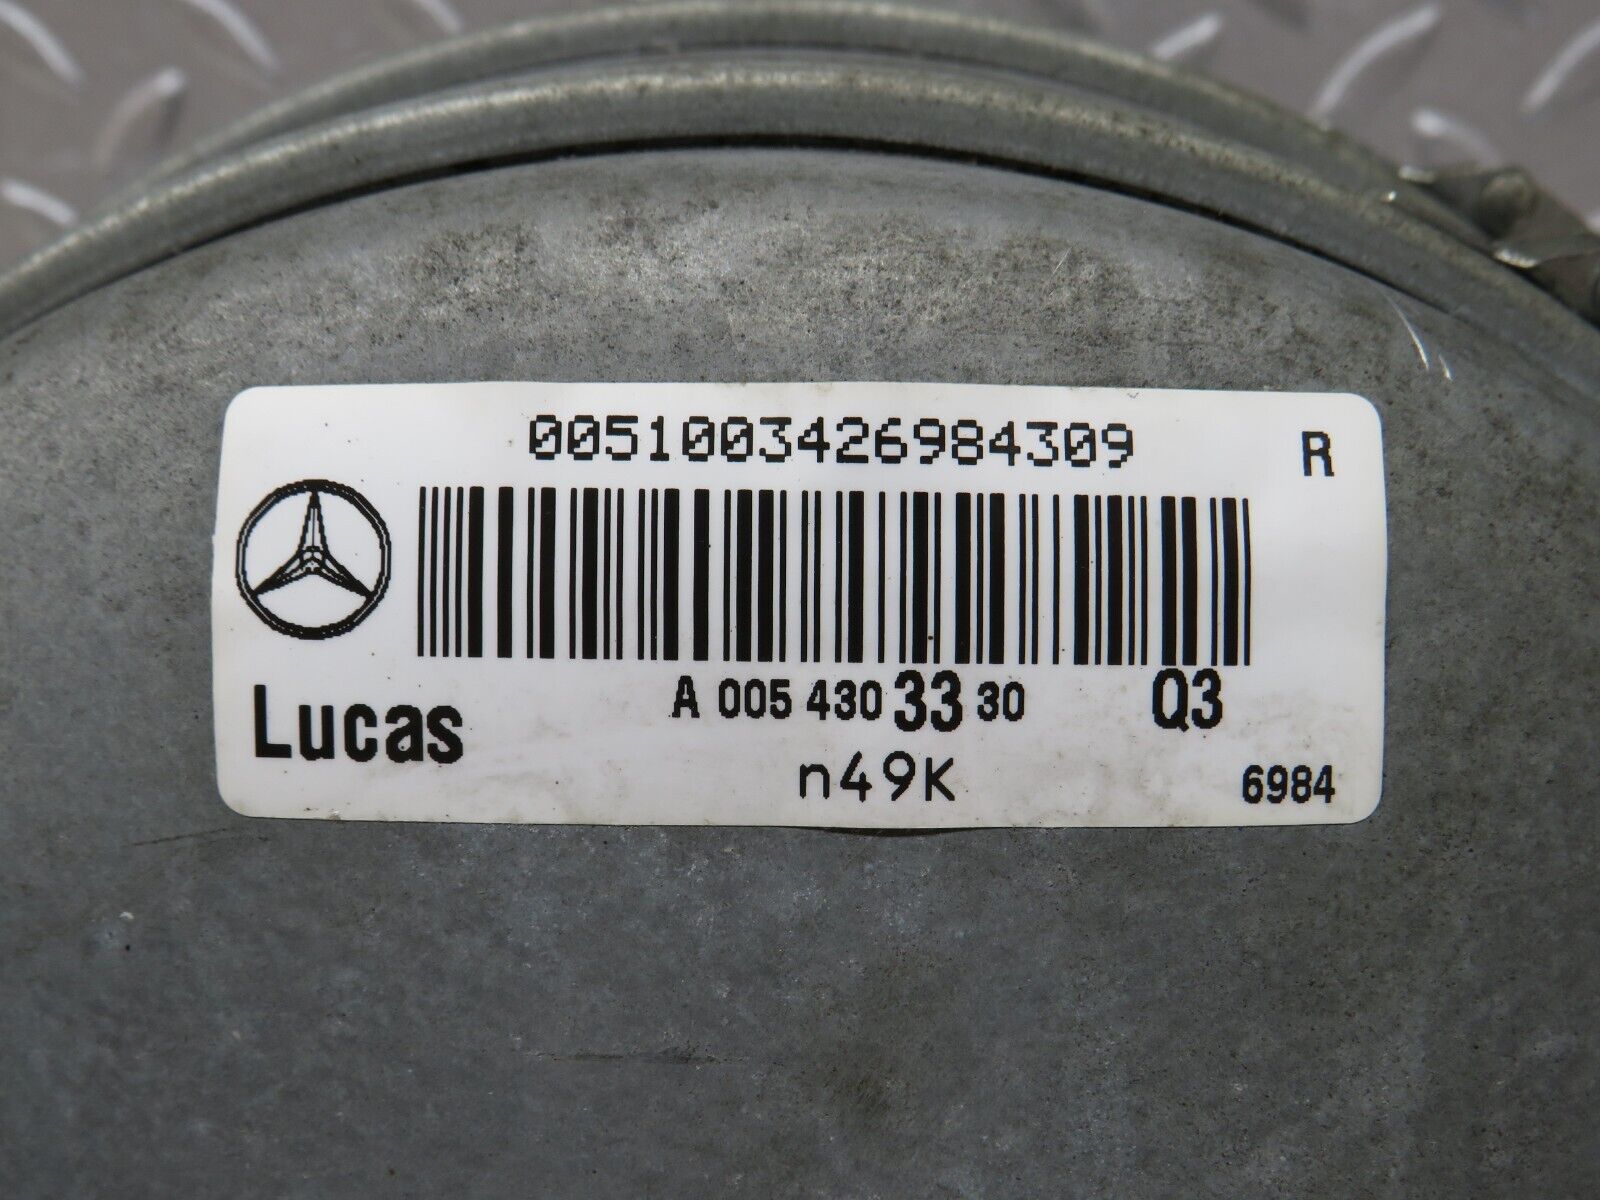 0051003426984309 R
A 005 430 33 30 Q3
Lucas
n49K 6984